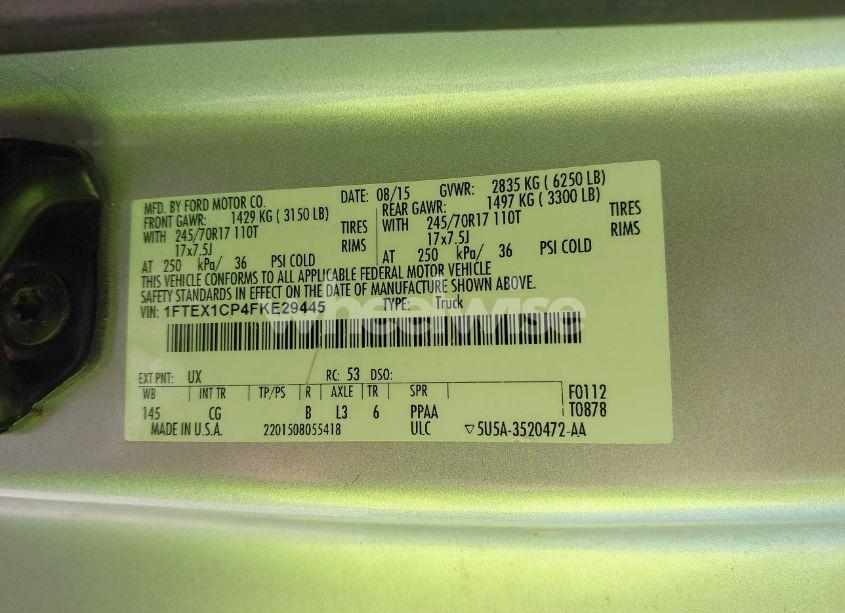 MFD. BY FORD MOTOR CO. DATE: 08/15 GVWR: 2835 KG ( 6250 LB)
FRONT GAWR: 1429 KG ( 3150 LB) REAR GAWR: 1497 KG ( 3300 LB)
WITH 245/70R17 110T TIRES WITH 245/70R17 110T TIRES
17x7.5J RIMS 17x7.5J RIMS
AT 250 kPa/ 36 PSI COLD AT 250 kPa/ 36 PSI COLD
THIS VEHICLE CONFORMS TO ALL APPLICABLE FEDERAL MOTOR VEHICLE
SAFETY STANDARDS IN EFFECT ON THE DATE OF MANUFACTURE SHOWN ABOVE.
VIN: 1FTEX1CP4FKE29445 TYPE: Truck
wheelwise
EXT PNT: UX RC: 53 DSO:
WB INT TR TP/PS R AXLE TR SPR F0112
145 CG B L3 6 PPAA T0878
MADE IN U.S.A. 2201508055418 ULC ▽5U5A-3520472-AA